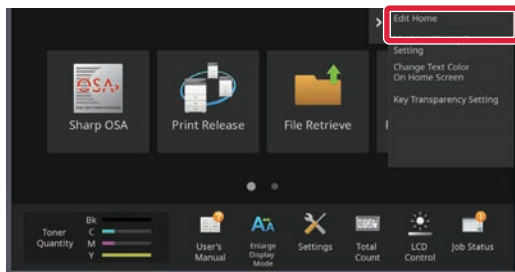 Edit Home
Setting
Change Text Color
On Home Screen
Key Transparency Setting
OSA
Sharp OSA
Print Release
File Retrieve
Toner
Quantity
Bk
C
M
Y
User's
Manual
Enlarge
Display
Mode
Settings
Total
Count
LCD
Control
Job Status